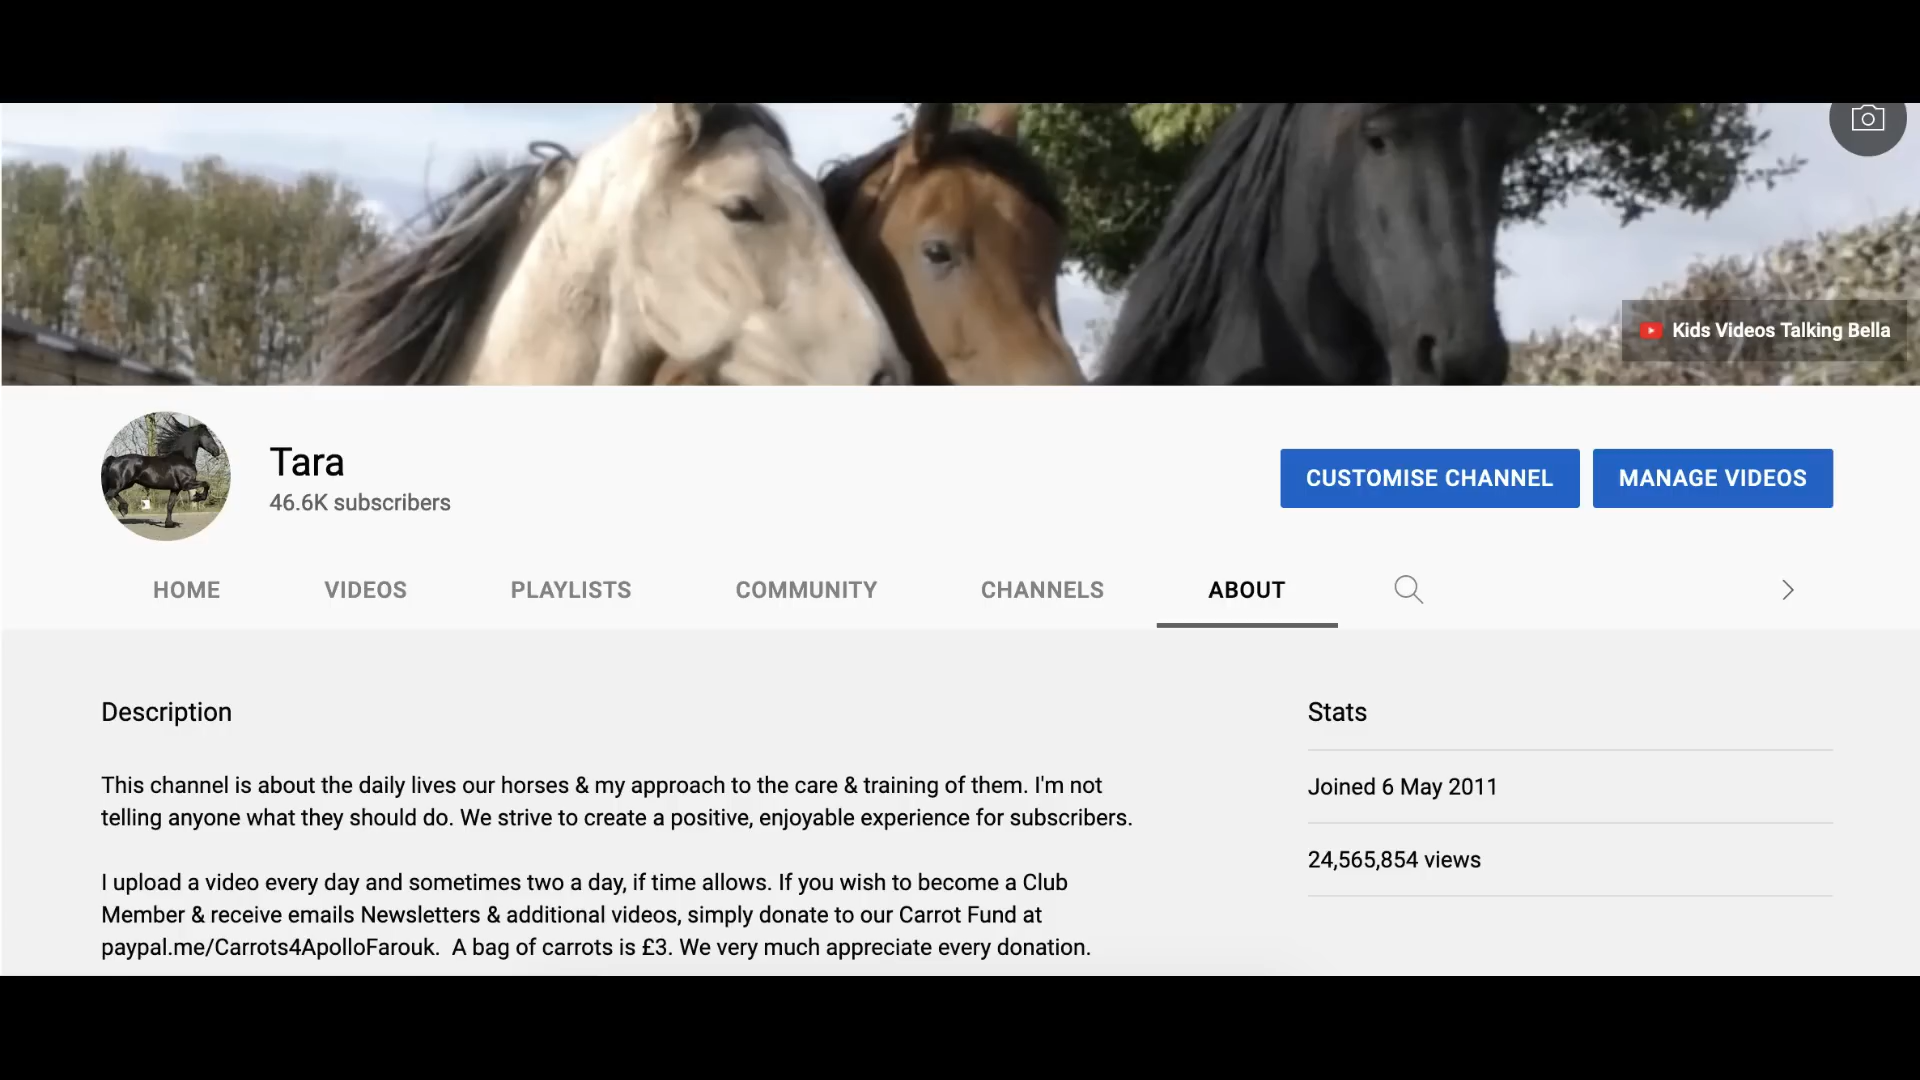 Kids Videos Talking Bella
Tara
46.6K subscribers
CUSTOMISE CHANNEL
MANAGE VIDEOS
HOME
VIDEOS
PLAYLISTS
COMMUNITY
CHANNELS
ABOUT
Description
This channel is about the daily lives our horses & my approach to the care & training of them. I'm not
telling anyone what they should do. We strive to create a positive, enjoyable experience for subscribers.
I upload a video every day and sometimes two a day, if time allows. If you wish to become a Club
Member & receive emails Newsletters & additional videos, simply donate to our Carrot Fund at
paypal.me/Carrots4ApolloFarouk.  A bag of carrots is £3. We very much appreciate every donation.
Stats
Joined 6 May 2011
24,565,854 views